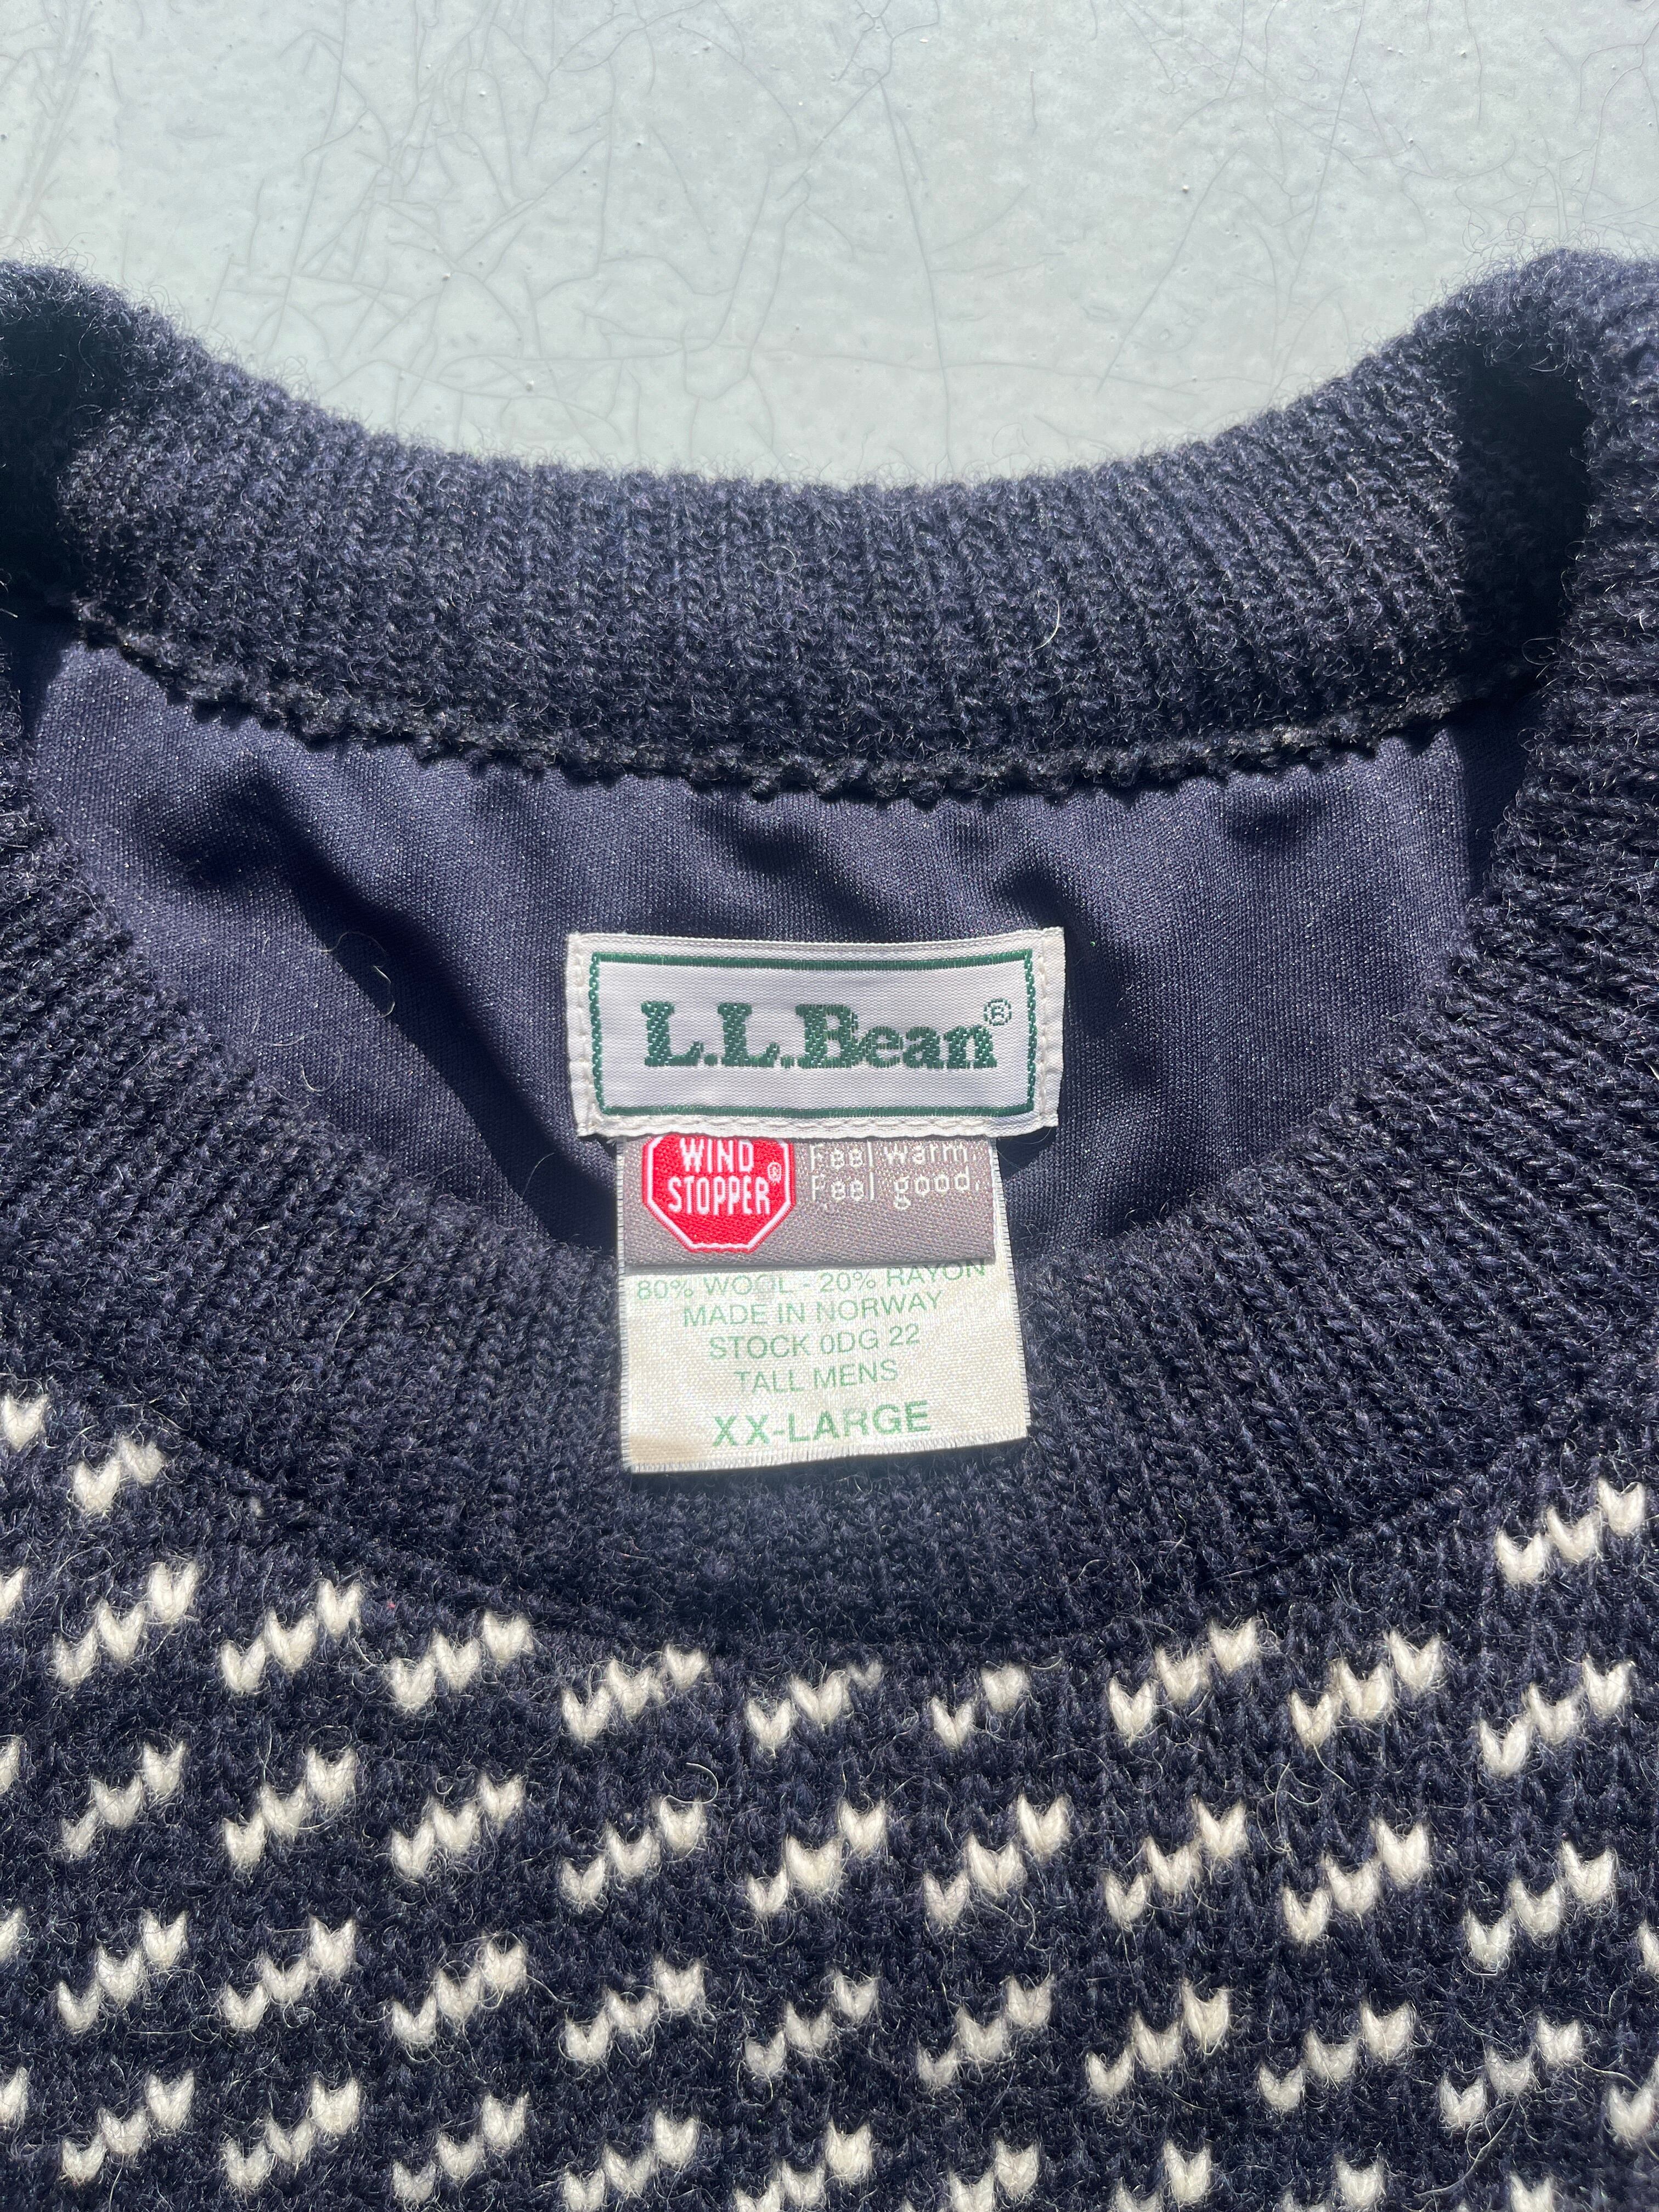 L.L.Bean®
WIND STOPPER® Feel warm.
Feel good.
80% WOOL - 20% RAYON
MADE IN NORWAY
STOCK 0DG 22
TALL MENS
XX-LARGE